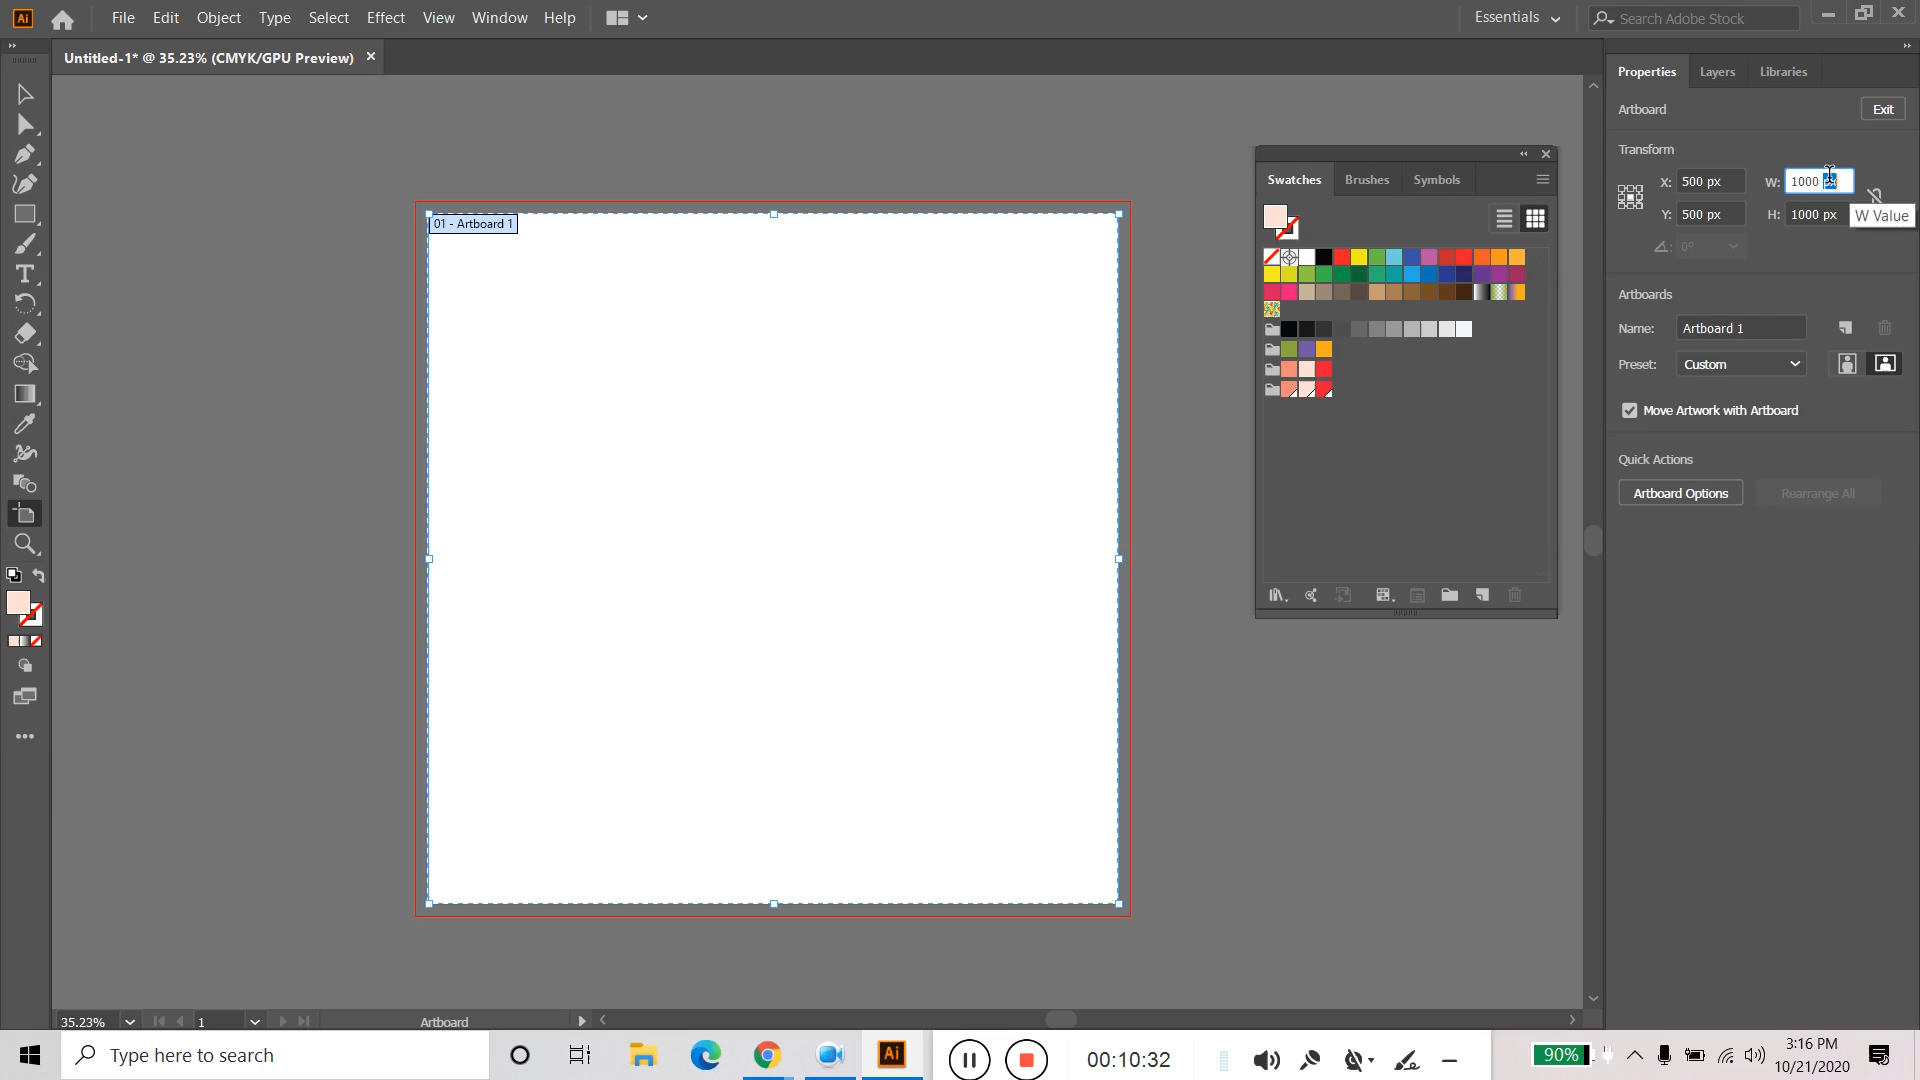 Ai File Edit Object Type Select Effect View Window Help Essentials Search Adobe Stock
Untitled-1* @ 35.23% (CMYK/GPU Preview)
Properties Layers Libraries
Artboard Exit
Transform
X: 500 px W: 1000 px
Y: 500 px H: 1000 px W Value
0°
Artboards
Name: Artboard 1
Preset: Custom
Move Artwork with Artboard
Quick Actions
Artboard Options Rearrange All
Swatches Brushes Symbols
01 - Artboard 1
35.23% 1 Artboard
Type here to search
Ai
00:10:32
90%
3:16 PM
10/21/2020